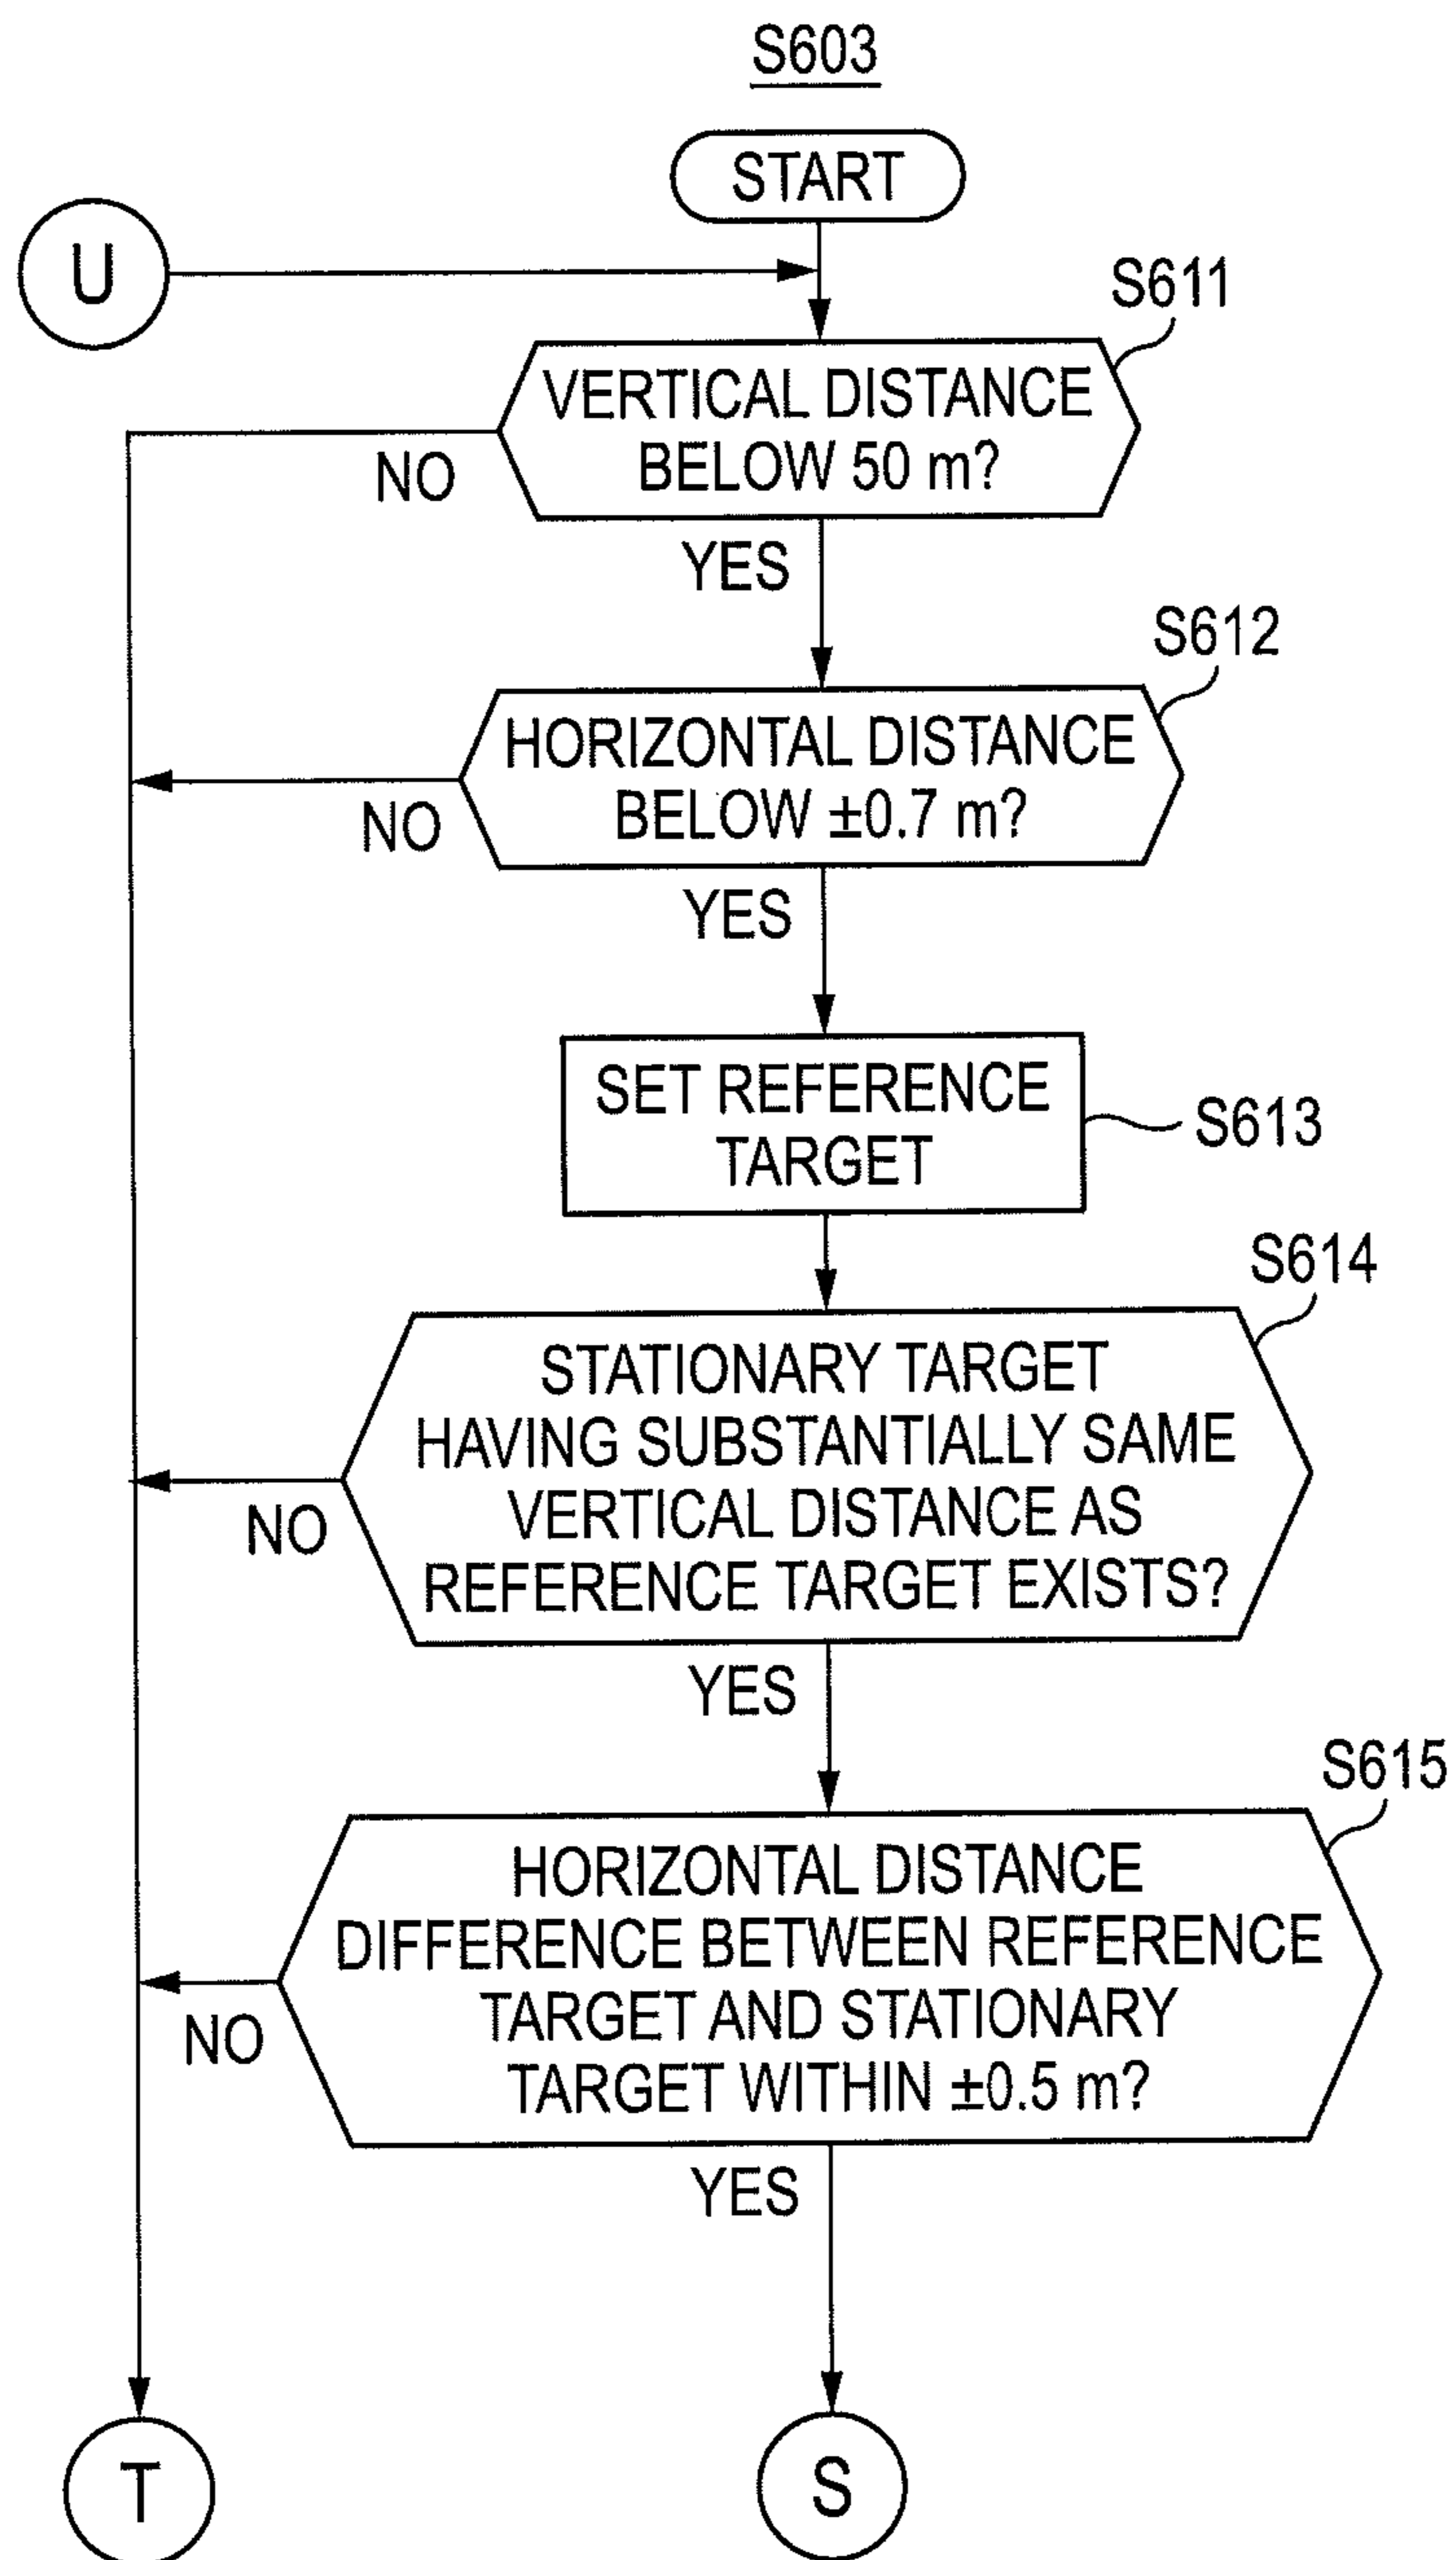 S603
START
U
S611
VERTICAL DISTANCE
BELOW 50 m?
NO
YES
S612
HORIZONTAL DISTANCE
BELOW ±0.7 m?
NO
YES
SET REFERENCE
TARGET
S613
S614
STATIONARY TARGET
HAVING SUBSTANTIALLY SAME
VERTICAL DISTANCE AS
REFERENCE TARGET EXISTS?
NO
YES
S615
HORIZONTAL DISTANCE
DIFFERENCE BETWEEN REFERENCE
TARGET AND STATIONARY
TARGET WITHIN ±0.5 m?
NO
YES
T
S